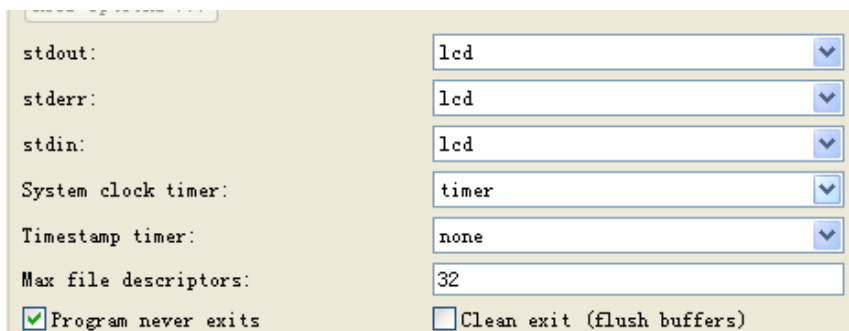 stdout: lcd
stderr: lcd
stdin: lcd
System clock timer: timer
Timestamp timer: none
Max file descriptors: 32
Program never exits Clean exit (flush buffers)